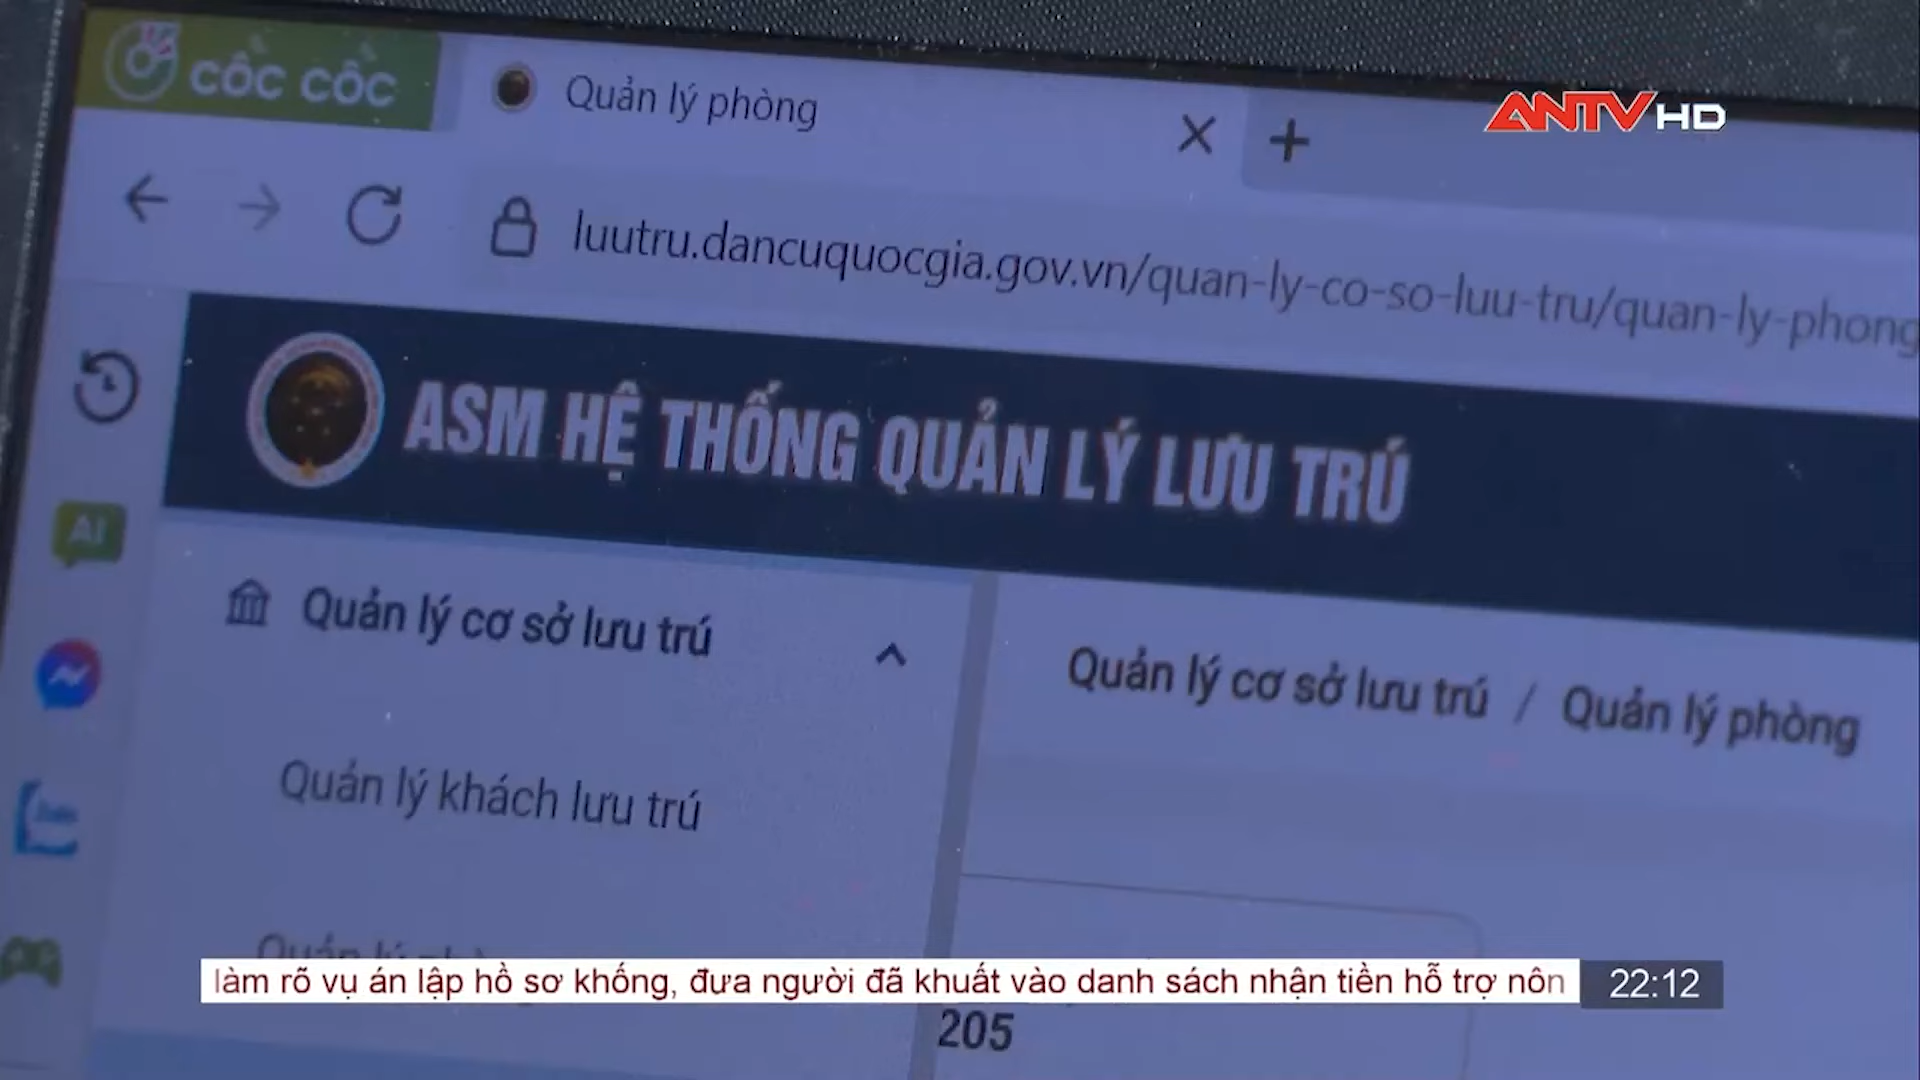 cốc cốc
Quản lý phòng
ANTV HD
luutru.dancuquocgia.gov.vn/quan-ly-co-so-luu-tru/quan-ly-phong
ASM HỆ THỐNG QUẢN LÝ LƯU TRÚ
AI
Quản lý cơ sở lưu trú
Quản lý cơ sở lưu trú / Quản lý phòng
Quản lý khách lưu trú
làm rõ vụ án lập hồ sơ khống, đưa người đã khuất vào danh sách nhận tiền hỗ trợ nôn
22:12
205